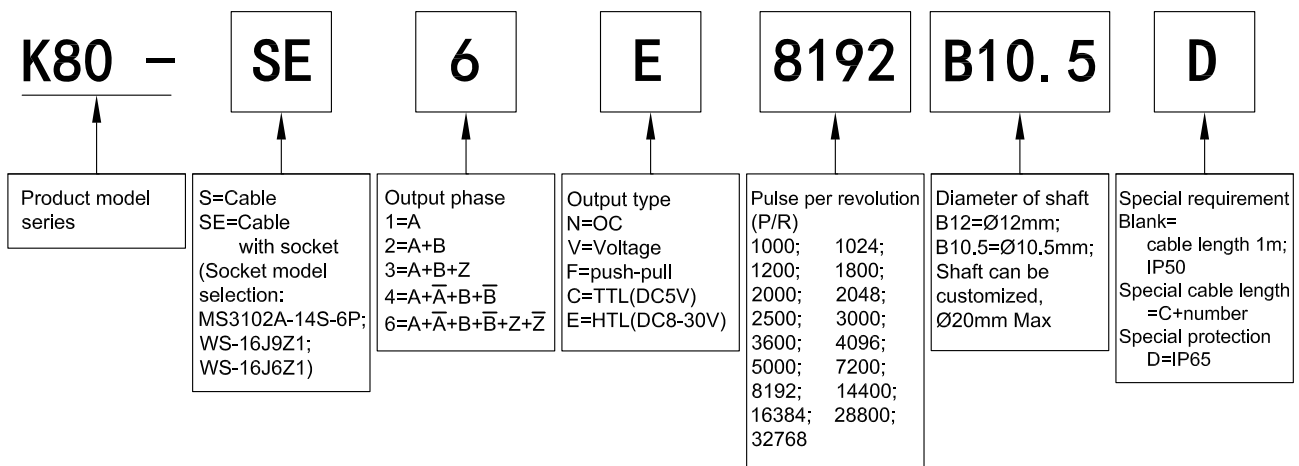 K80 - SE 6 E 8192 B10.5 D
Product model
series
S=Cable
SE=Cable
with socket
(Socket model
selection:
MS3102A-14S-6P;
WS-16J9Z1;
WS-16J6Z1)
Output phase
1=A
2=A+B
3=A+B+Z
4=A+A̅+B+B̅
6=A+A̅+B+B̅+Z+Z̅
Output type
N=OC
V=Voltage
F=push-pull
C=TTL(DC5V)
E=HTL(DC8-30V)
Pulse per revolution
(P/R)
1000; 1024;
1200; 1800;
2000; 2048;
2500; 3000;
3600; 4096;
5000; 7200;
8192; 14400;
16384; 28800;
32768
Diameter of shaft
B12=Ø12mm;
B10.5=Ø10.5mm;
Shaft can be
customized,
Ø20mm Max
Special requirement
Blank=
cable length 1m;
IP50
Special cable length
=C+number
Special protection
D=IP65